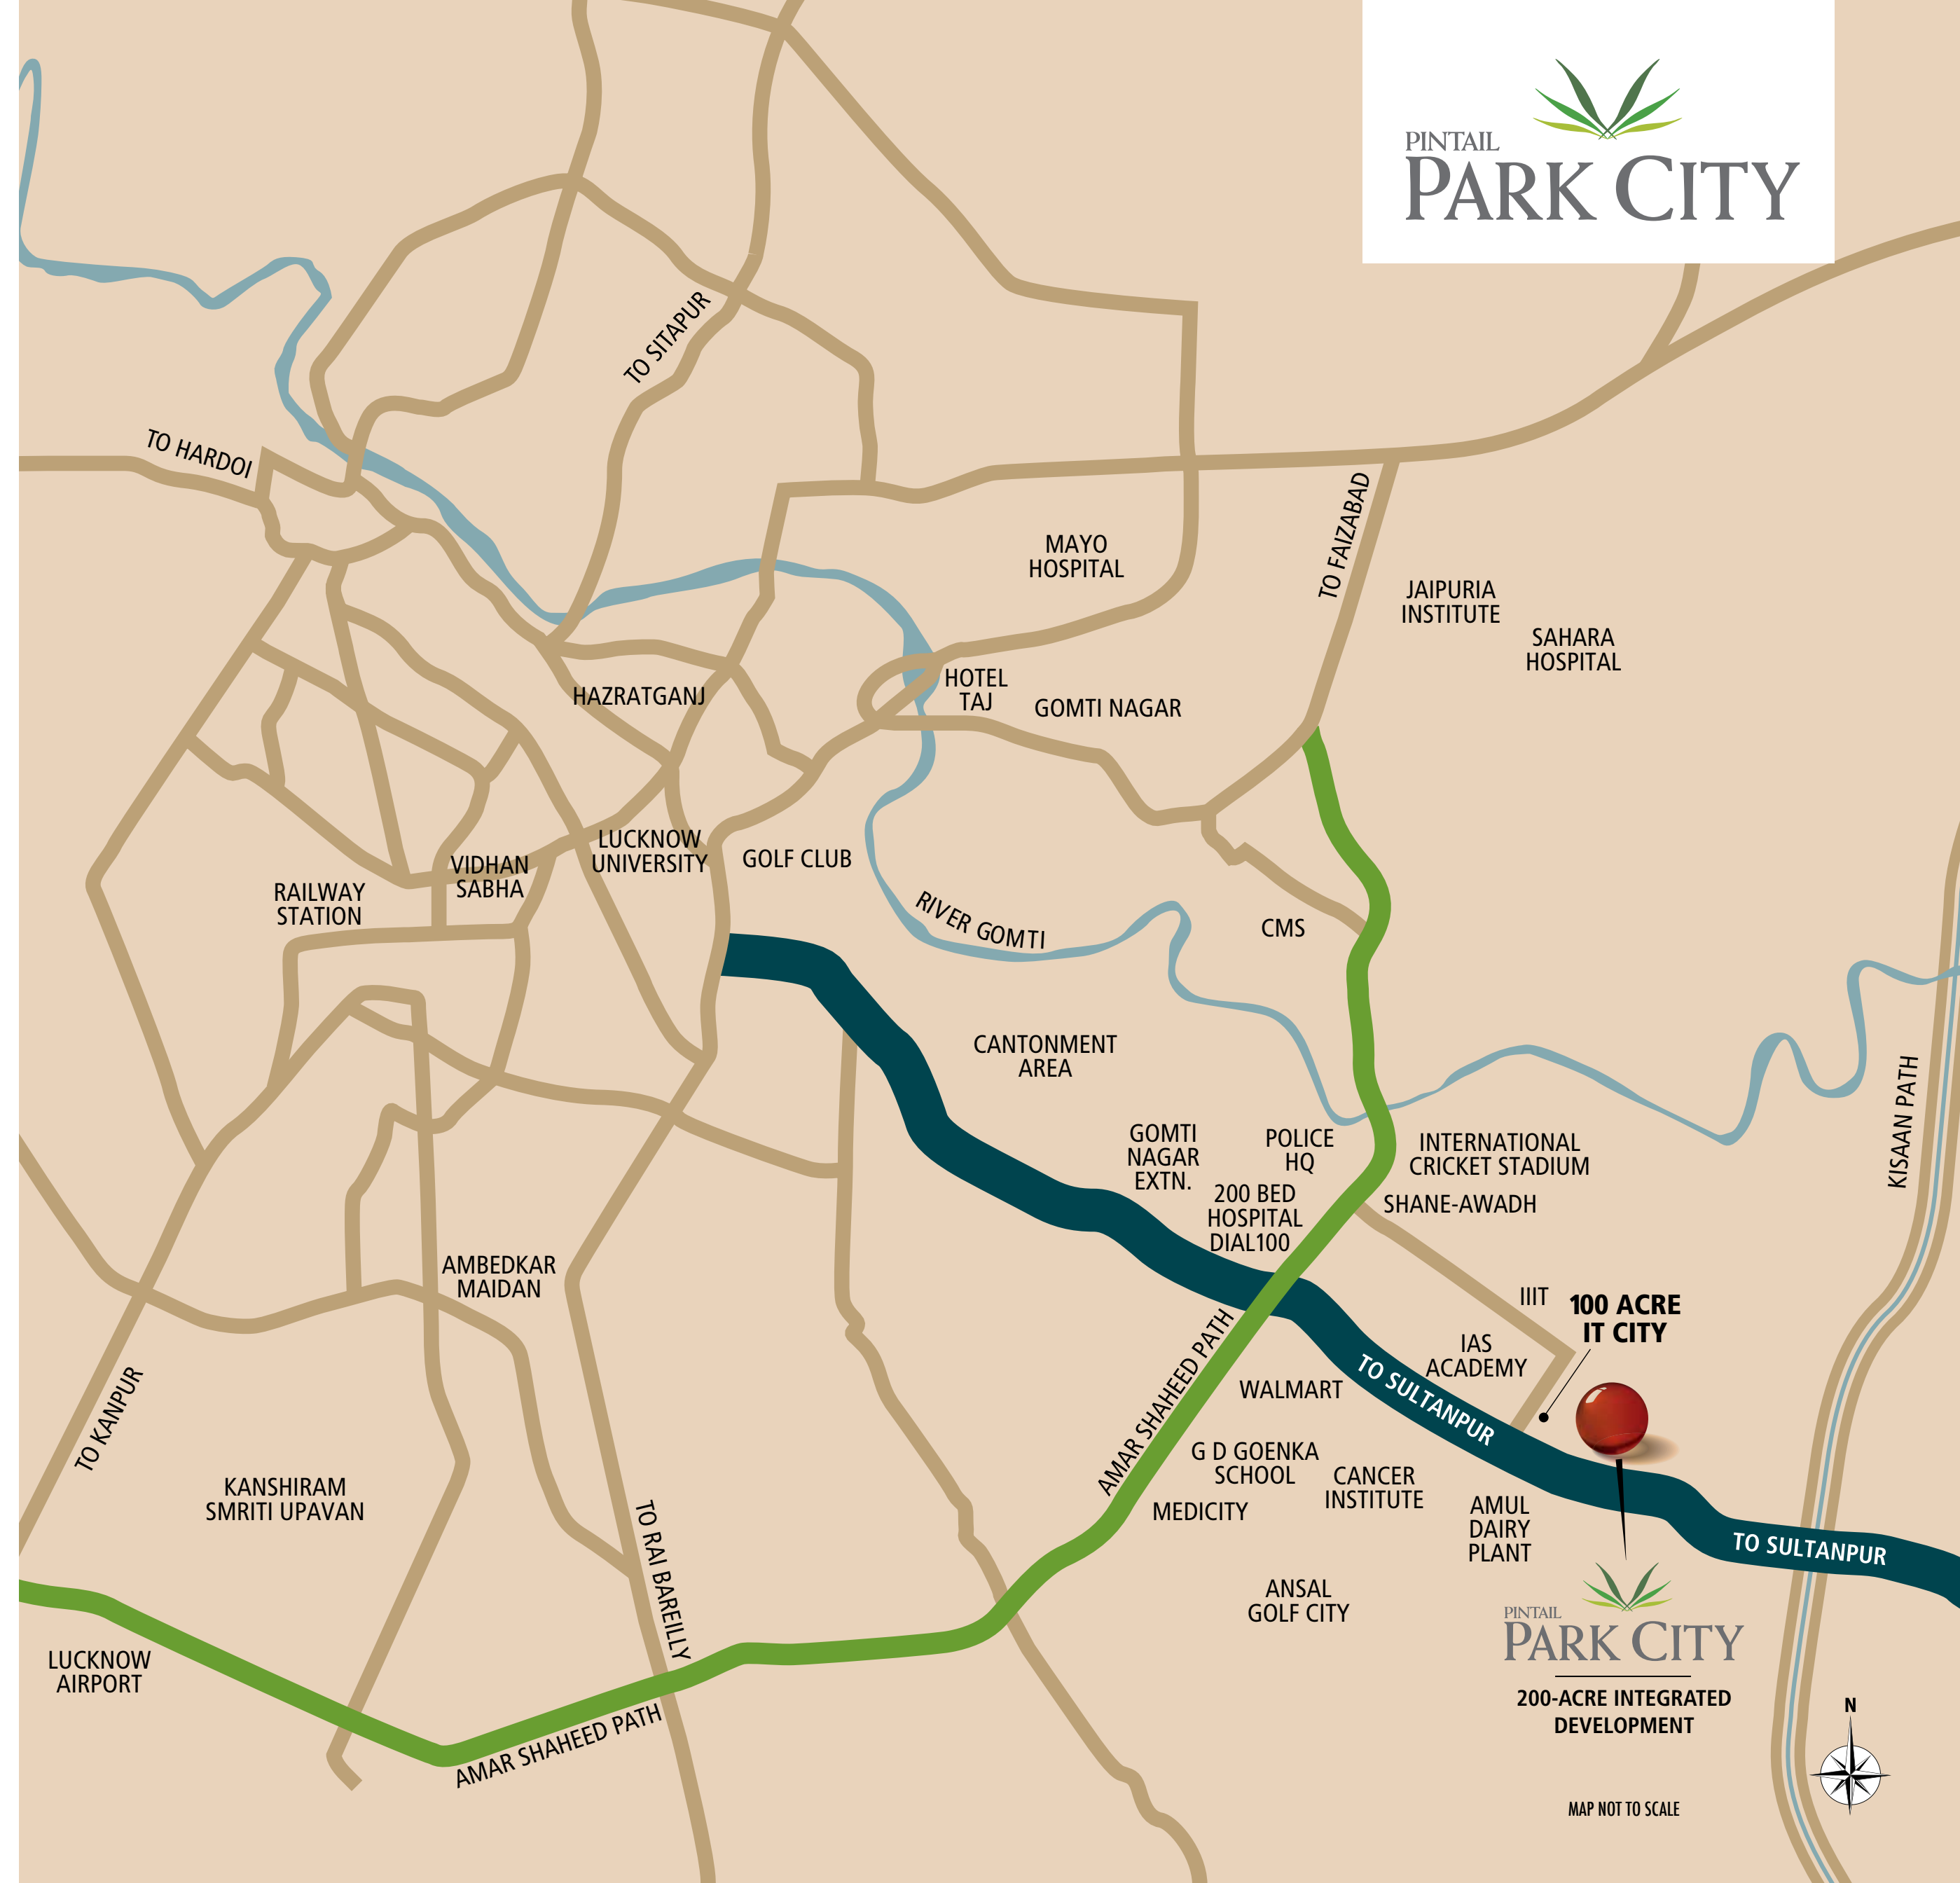 PINTAIL
PARK CITY
TO SITAPUR
TO HARDOI
TO FAIZABAD
MAYO
HOSPITAL
JAIPURIA
INSTITUTE
SAHARA
HOSPITAL
HAZRATGANJ
HOTEL
TAJ
GOMTI NAGAR
LUCKNOW
UNIVERSITY
GOLF CLUB
VIDHAN
SABHA
RAILWAY
STATION
RIVER GOMTI
CMS
CANTONMENT
AREA
KISAAN PATH
GOMTI
NAGAR
EXTN.
POLICE
HQ
INTERNATIONAL
CRICKET STADIUM
200 BED
HOSPITAL
DIAL100
SHANE-AWADH
AMBEDKAR
MAIDAN
IIIT
100 ACRE
IT CITY
IAS
ACADEMY
AMAR SHAHEED PATH
WALMART
TO SULTANPUR
TO KANPUR
G D GOENKA
SCHOOL
CANCER
INSTITUTE
KANSHIRAM
SMRITI UPAVAN
MEDICITY
AMUL
DAIRY
PLANT
TO SULTANPUR
TO RAI BAREILLY
ANSAL
GOLF CITY
PINTAIL
PARK CITY
200-ACRE INTEGRATED
DEVELOPMENT
LUCKNOW
AIRPORT
AMAR SHAHEED PATH
N
MAP NOT TO SCALE